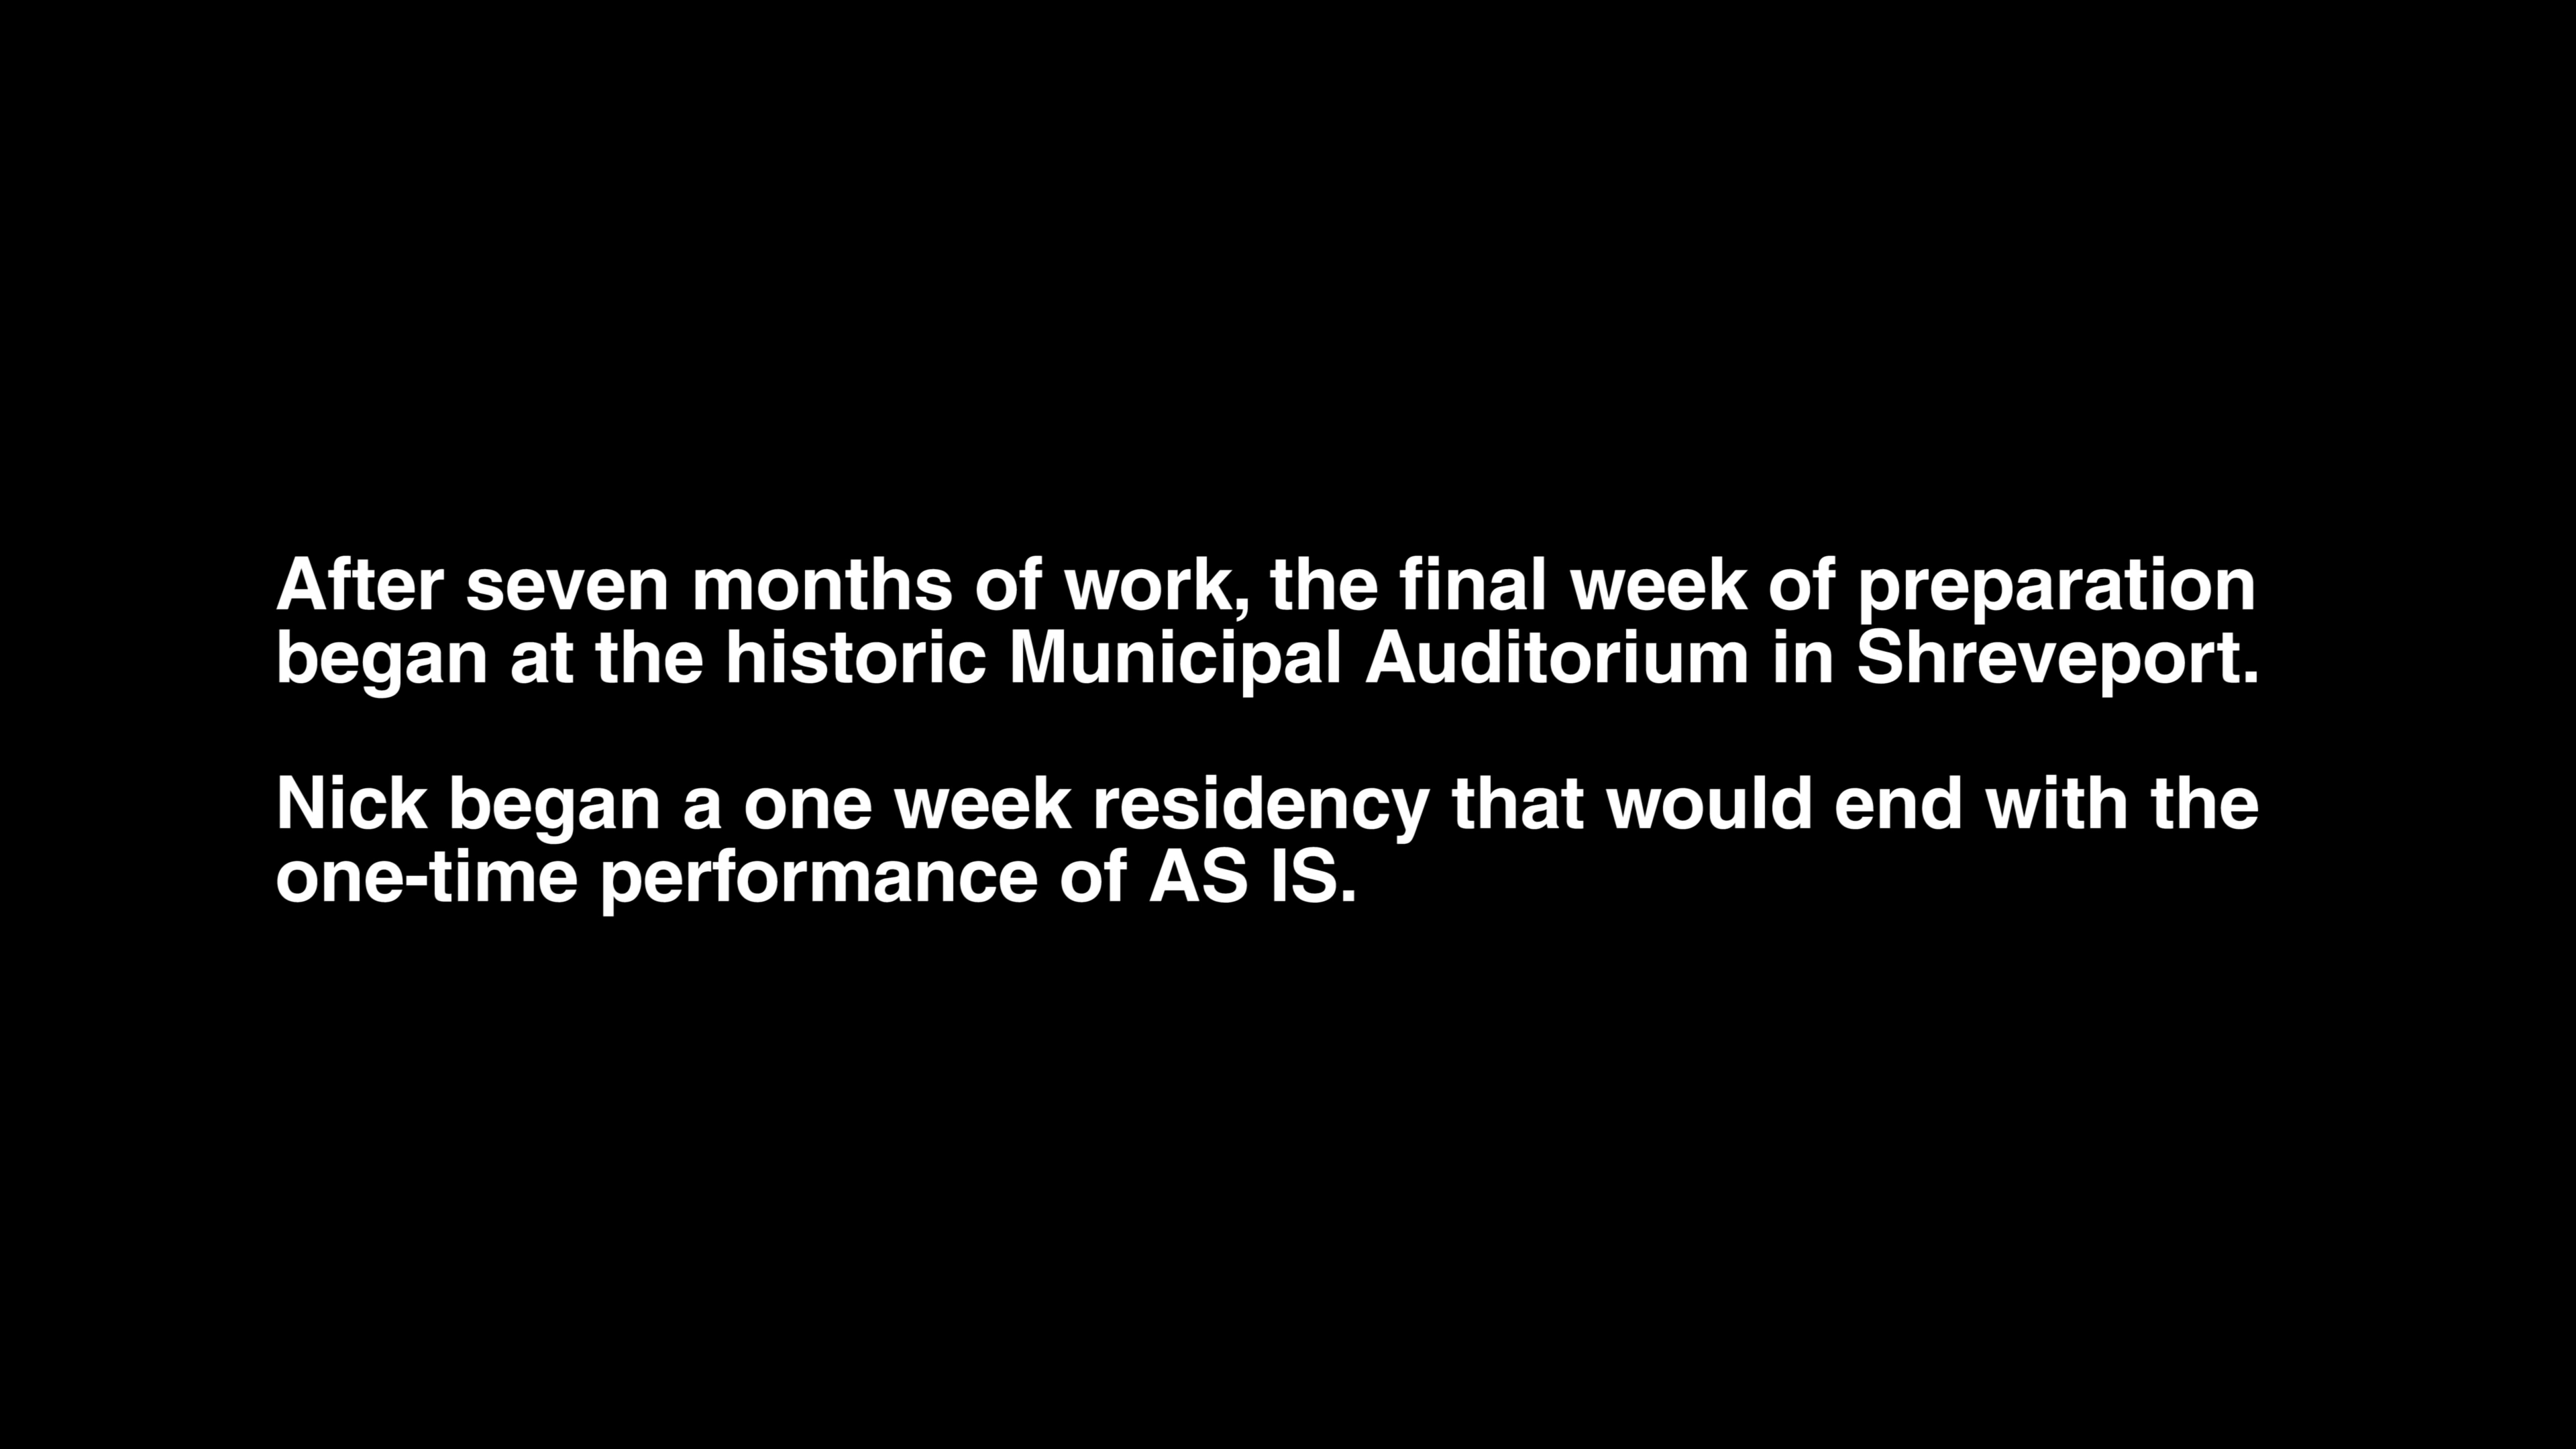 After seven months of work, the final week of preparation
began at the historic Municipal Auditorium in Shreveport.
Nick began a one week residency that would end with the
one-time performance of AS IS.